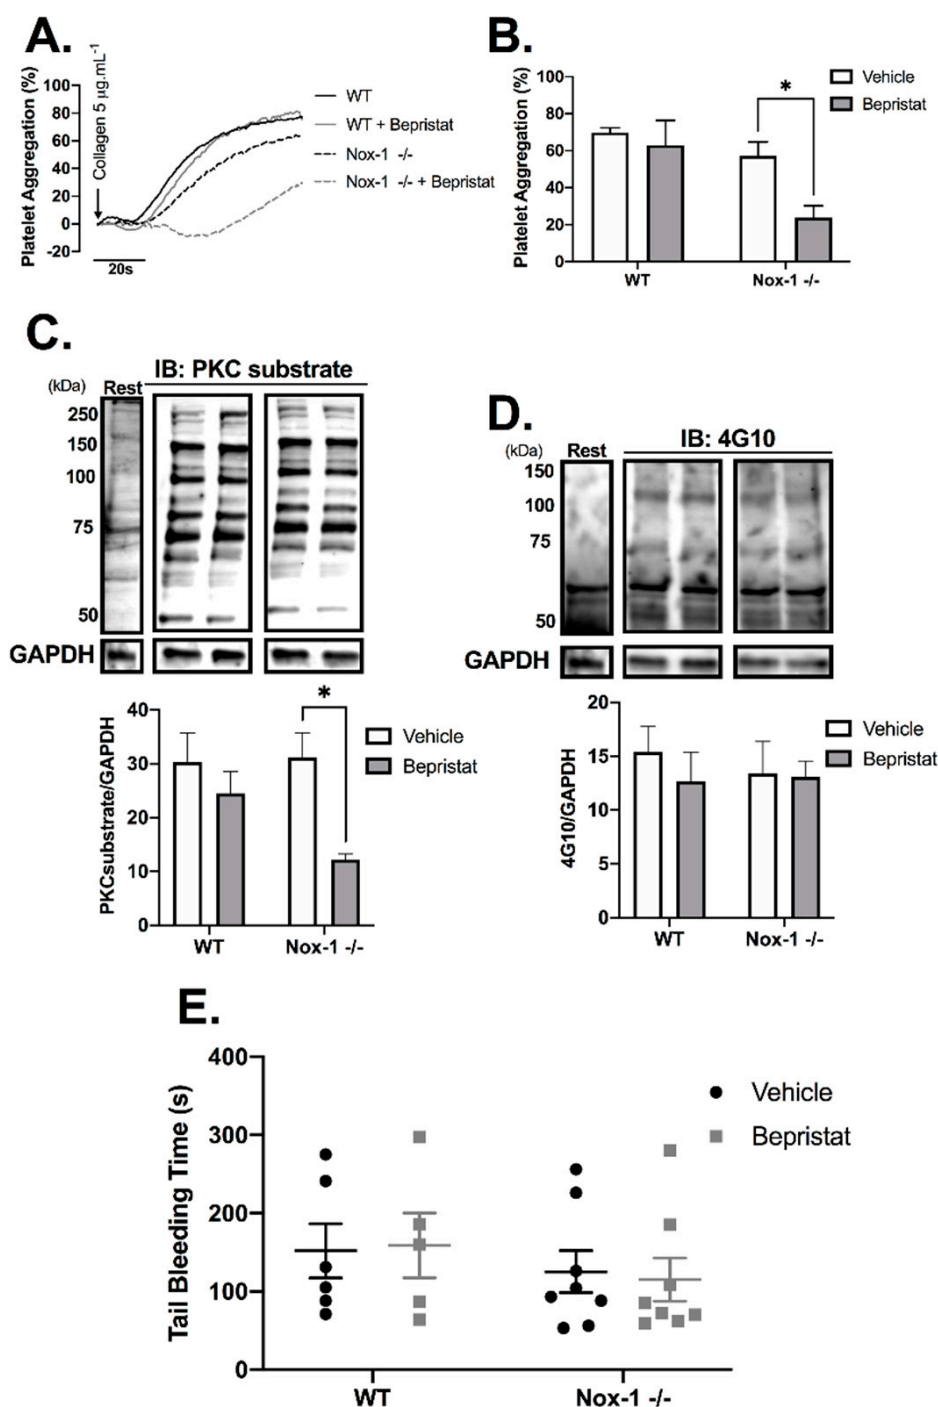 A.
Platelet Aggregation (%)
Collagen 5 µg.mL-1
100
80
60
40
20
0
-20
20s
WT
WT + Bepristat
Nox-1 -/-
Nox-1 -/- + Bepristat
B.
Platelet Aggregation (%)
100
80
60
40
20
0
*
Vehicle
Bepristat
WT
Nox-1 -/-
C.
IB: PKC substrate
(kDa)
Rest
250
150
100
75
50
GAPDH
PKCsubstrate/GAPDH
40
30
20
10
0
*
Vehicle
Bepristat
WT
Nox-1 -/-
D.
IB: 4G10
(kDa)
Rest
150
100
75
50
GAPDH
4G10/GAPDH
20
15
10
5
0
Vehicle
Bepristat
WT
Nox-1 -/-
E.
Tail Bleeding Time (s)
400
300
200
100
0
Vehicle
Bepristat
WT
Nox-1 -/-